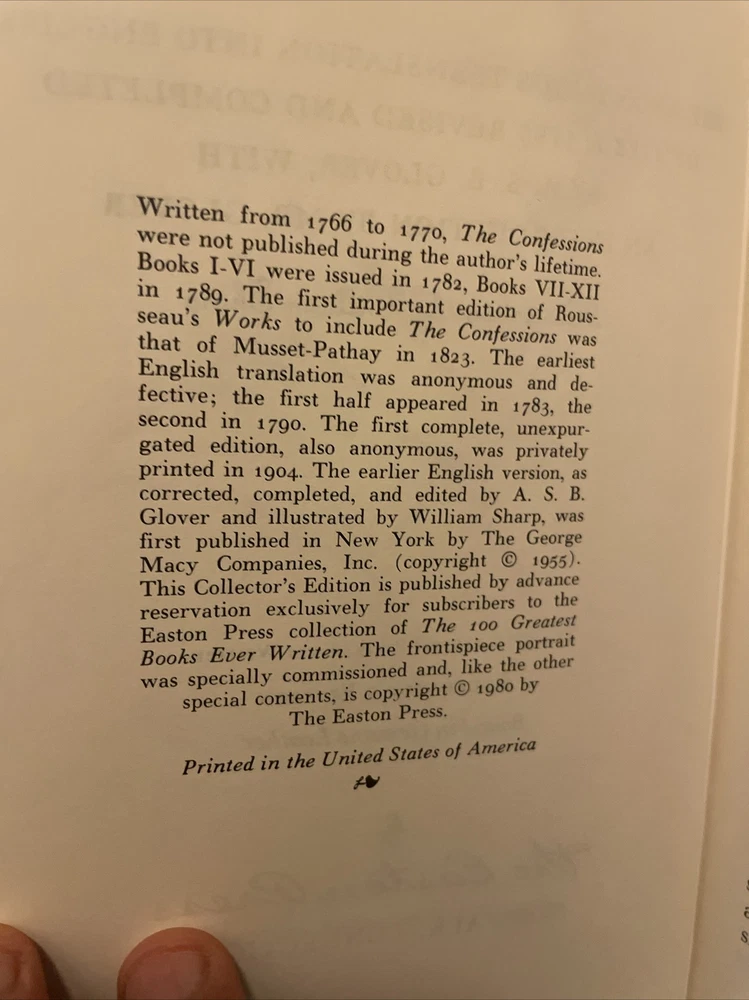 Written from 1766 to 1770, The Confessions
were not published during the author's lifetime.
Books I-VI were issued in 1782, Books VII-XII
in 1789. The first important edition of Rous-
seau's Works to include The Confessions was
that of Musset-Pathay in 1823. The earliest
English translation was anonymous and de-
fective; the first half appeared in 1783, the
second in 1790. The first complete, unexpur-
gated edition, also anonymous, was privately
printed in 1904. The earlier English version, as
corrected, completed, and edited by A. S. B.
Glover and illustrated by William Sharp, was
first published in New York by The George
Macy Companies, Inc. (copyright © 1955).
This Collector's Edition is published by advance
reservation exclusively for subscribers to the
Easton Press collection of The 100 Greatest
Books Ever Written. The frontispiece portrait
was specially commissioned and, like the other
special contents, is copyright © 1980 by
The Easton Press.
Printed in the United States of America